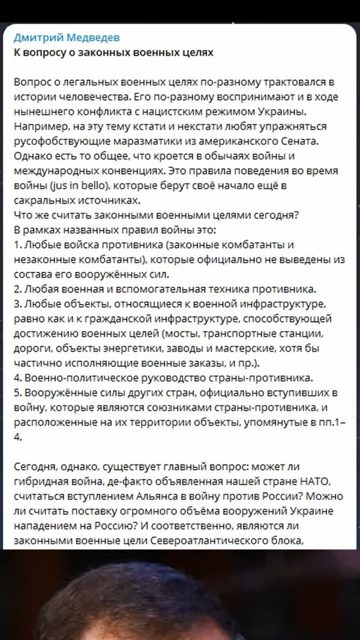 Дмитрий Медведев
К вопросу о законных военных целях
Вопрос о легальных военных целях по-разному трактовался в
истории человечества. Его по-разному воспринимают и в ходе
нынешнего конфликта с нацистским режимом Украины.
Например, на эту тему кстати и некстати любят упражняться
русофобствующие маразматики из американского Сената.
Однако есть то общее, что кроется в обычаях войны и
международных конвенциях. Это правила поведения во время
войны (jus in bello), которые берут своё начало ещё в
сакральных источниках.
Что же считать законными военными целями сегодня?
В рамках названных правил войны это:
1. Любые войска противника (законные комбатанты и
незаконные комбатанты), которые официально не выведены из
состава его вооружённых сил.
2. Любая военная и вспомогательная техника противника.
3. Любые объекты, относящиеся к военной инфраструктуре,
равно как и к гражданской инфраструктуре, способствующей
достижению военных целей (мосты, транспортные станции,
дороги, объекты энергетики, заводы и мастерские, хотя бы
частично исполняющие военные заказы, и пр.).
4. Военно-политическое руководство страны-противника.
5. Вооружённые силы других стран, официально вступивших в
войну, которые являются союзниками страны-противника, и
расположенные на их территории объекты, упомянутые в пп.1–
4.
Сегодня, однако, существует главный вопрос: может ли
гибридная война, де-факто объявленная нашей стране НАТО,
считаться вступлением Альянса в войну против России? Можно
ли считать поставку огромного объёма вооружений Украине
нападением на Россию? И соответственно, являются ли
законными военные цели Североатлантического блока,